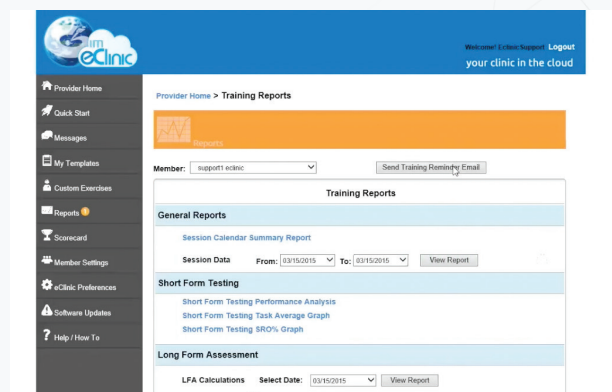 im
eClinic
Welcome! Eclinic Support Logout
your clinic in the cloud
Provider Home
Quick Start
Messages
My Templates
Custom Exercises
Reports
Scorecard
Member Settings
eClinic Preferences
Software Updates
? Help / How To
Provider Home > Training Reports
Reports
Member: support1 eclinic Send Training Reminder Email
Training Reports
General Reports
Session Calendar Summary Report
Session Data From: 03/15/2015 To: 03/15/2015 View Report
Short Form Testing
Short Form Testing Performance Analysis
Short Form Testing Task Average Graph
Short Form Testing SRO% Graph
Long Form Assessment
LFA Calculations Select Date: 03/15/2015 View Report